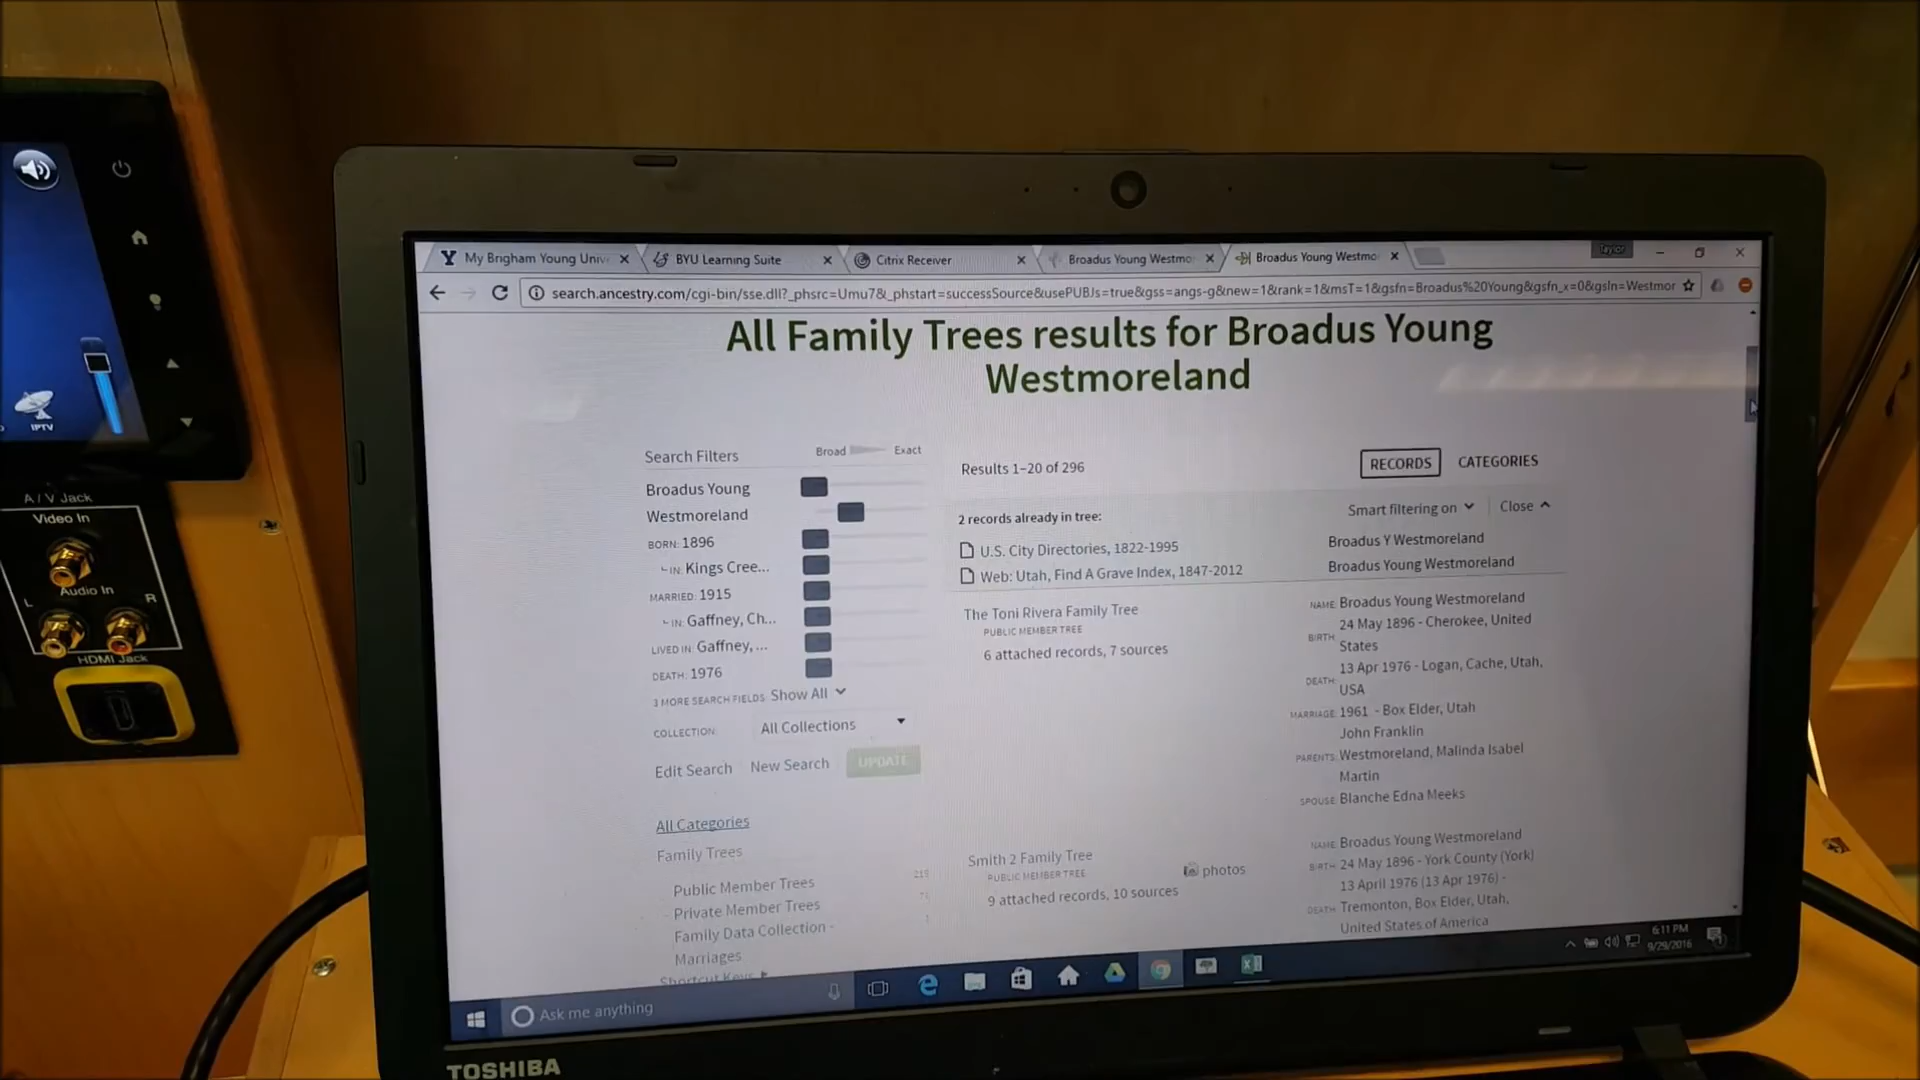 IPTV
A/V Jack
Video In
Audio In
L
R
HDMI Jack
My Brigham Young Univ
BYU Learning Suite
Citrix Receiver
Broadus Young Westmo
Broadus Young Westmo
Taylor
search.ancestry.com/cgi-bin/sse.dll?_phsrc=Umu7&_phstart=successSource&usePUBJs=true&gss=angs-g&new=1&rank=1&msT=1&gsfn=Broadus%20Young&gsfn_x=0&gsln=Westmor
All Family Trees results for Broadus Young
Westmoreland
Search Filters
Broad
Exact
Broadus Young
Westmoreland
BORN: 1896
IN: Kings Cree...
MARRIED: 1915
IN: Gaffney, Ch...
LIVED IN: Gaffney, ...
DEATH: 1976
3 MORE SEARCH FIELDS Show All
COLLECTION: All Collections
Edit Search New Search UPDATE
All Categories
Family Trees
Public Member Trees
Private Member Trees
Family Data Collection -
Marriages
Shortcut Keys
Results 1–20 of 296
RECORDS
CATEGORIES
2 records already in tree:
Smart filtering on
Close
U.S. City Directories, 1822-1995
Broadus Y Westmoreland
Web: Utah, Find A Grave Index, 1847-2012
Broadus Young Westmoreland
The Toni Rivera Family Tree
PUBLIC MEMBER TREE
6 attached records, 7 sources
NAME: Broadus Young Westmoreland
BIRTH: 24 May 1896 - Cherokee, United
States
DEATH: 13 Apr 1976 - Logan, Cache, Utah,
USA
MARRIAGE: 1961 - Box Elder, Utah
John Franklin
PARENTS: Westmoreland, Malinda Isabel
Martin
SPOUSE: Blanche Edna Meeks
Smith 2 Family Tree
PUBLIC MEMBER TREE
9 attached records, 10 sources
photos
NAME: Broadus Young Westmoreland
BIRTH: 24 May 1896 - York County (York)
13 April 1976 (13 Apr 1976) -
DEATH: Tremonton, Box Elder, Utah,
United States of America
Ask me anything
6:11 PM
9/29/2016
TOSHIBA